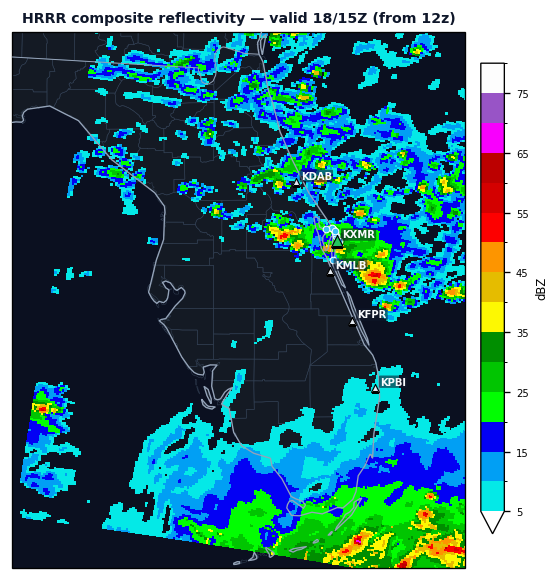 HRRR composite reflectivity — valid 18/15Z (from 12z)
KDAB
KXMR
KMLB
KFPR
KPBI
75
65
55
45
35
25
15
5
dBZ